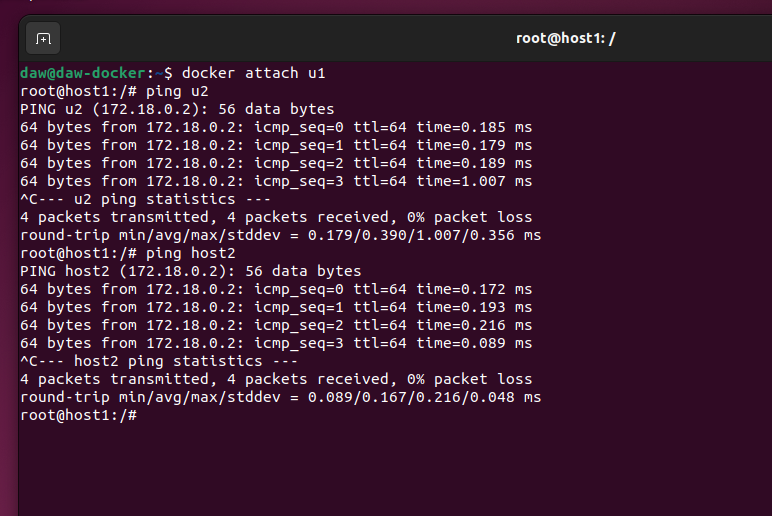 root@host1: /
daw@daw-docker:~$ docker attach u1
root@host1:/# ping u2
PING u2 (172.18.0.2): 56 data bytes
64 bytes from 172.18.0.2: icmp_seq=0 ttl=64 time=0.185 ms
64 bytes from 172.18.0.2: icmp_seq=1 ttl=64 time=0.179 ms
64 bytes from 172.18.0.2: icmp_seq=2 ttl=64 time=0.189 ms
64 bytes from 172.18.0.2: icmp_seq=3 ttl=64 time=1.007 ms
^C--- u2 ping statistics ---
4 packets transmitted, 4 packets received, 0% packet loss
round-trip min/avg/max/stddev = 0.179/0.390/1.007/0.356 ms
root@host1:/# ping host2
PING host2 (172.18.0.2): 56 data bytes
64 bytes from 172.18.0.2: icmp_seq=0 ttl=64 time=0.172 ms
64 bytes from 172.18.0.2: icmp_seq=1 ttl=64 time=0.193 ms
64 bytes from 172.18.0.2: icmp_seq=2 ttl=64 time=0.216 ms
64 bytes from 172.18.0.2: icmp_seq=3 ttl=64 time=0.089 ms
^C--- host2 ping statistics ---
4 packets transmitted, 4 packets received, 0% packet loss
round-trip min/avg/max/stddev = 0.089/0.167/0.216/0.048 ms
root@host1:/#